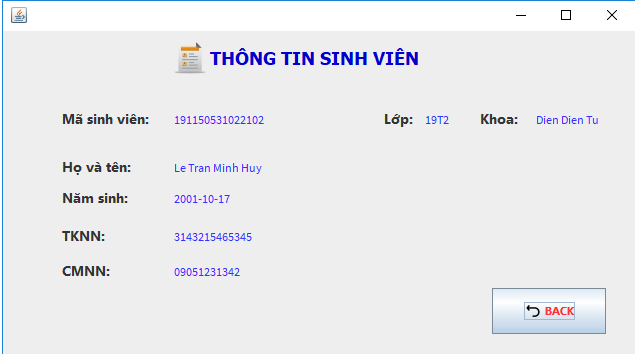 THÔNG TIN SINH VIÊN
Mã sinh viên: 191150531022102 Lớp: 19T2 Khoa: Dien Dien Tu
Họ và tên: Le Tran Minh Huy
Năm sinh: 2001-10-17
TKNN: 3143215465345
CMNN: 09051231342
BACK